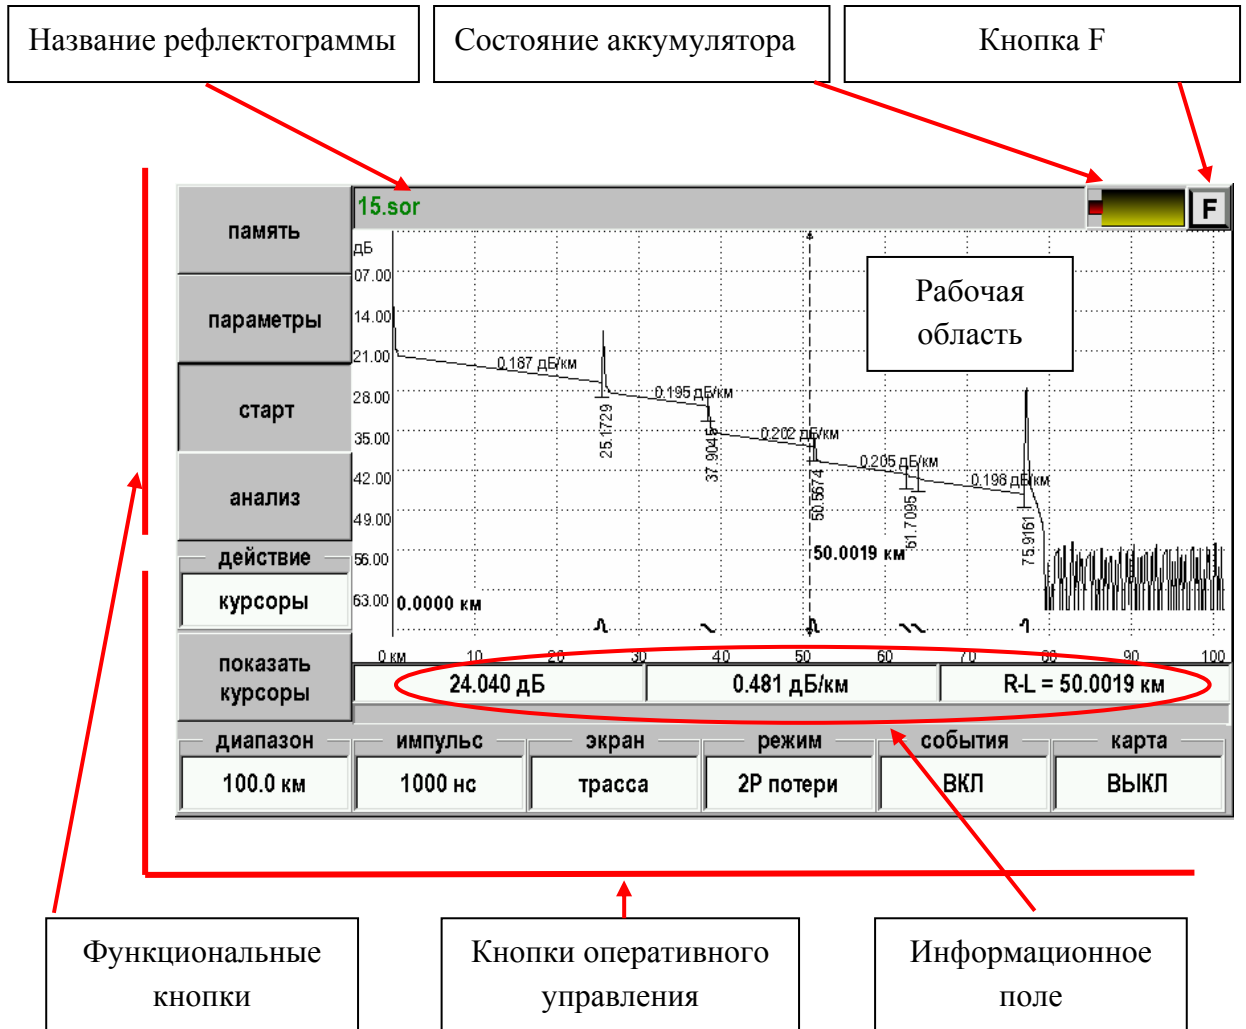 Название рефлектограммы
Состояние аккумулятора
Кнопка F
память
15.sor
F
дБ
07.00
14.00
21.00
28.00
35.00
42.00
49.00
56.00
63.00
параметры
старт
анализ
действие
курсоры
показать
курсоры
Рабочая
область
0.187 дБ/км
0.195 дБ/км
0.202 дБ/км
0.205 дБ/км
0.198 дБ/км
25.1729
37.9045
50.5674
61.7095
75.9161
50.0019 км
0.0000 км
0 км 10 20 30 40 50 60 70 80 90 100
24.040 дБ
0.481 дБ/км
R-L = 50.0019 км
диапазон
импульс
экран
режим
события
карта
100.0 км
1000 нс
трасса
2P потери
ВКЛ
ВЫКЛ
Функциональные
кнопки
Кнопки оперативного
управления
Информационное
поле